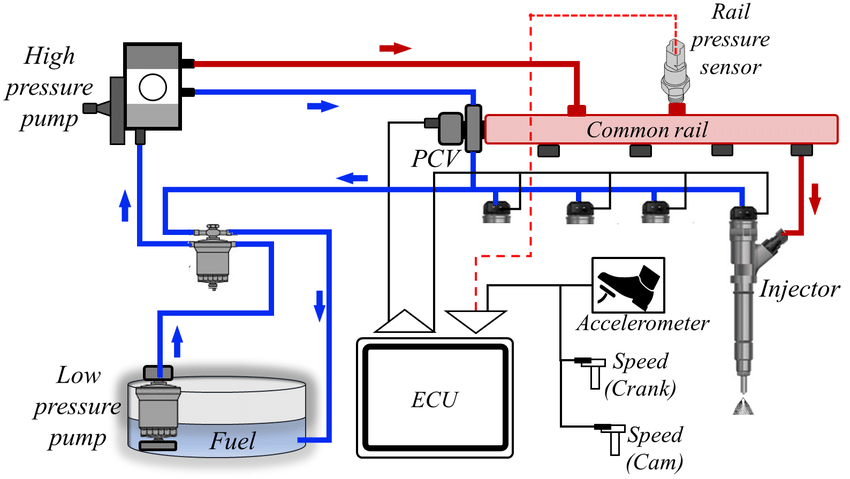 High
pressure
pump
Rail
pressure
sensor
Common rail
PCV
Injector
Accelerometer
Speed
(Crank)
Speed
(Cam)
ECU
Low
pressure
pump
Fuel